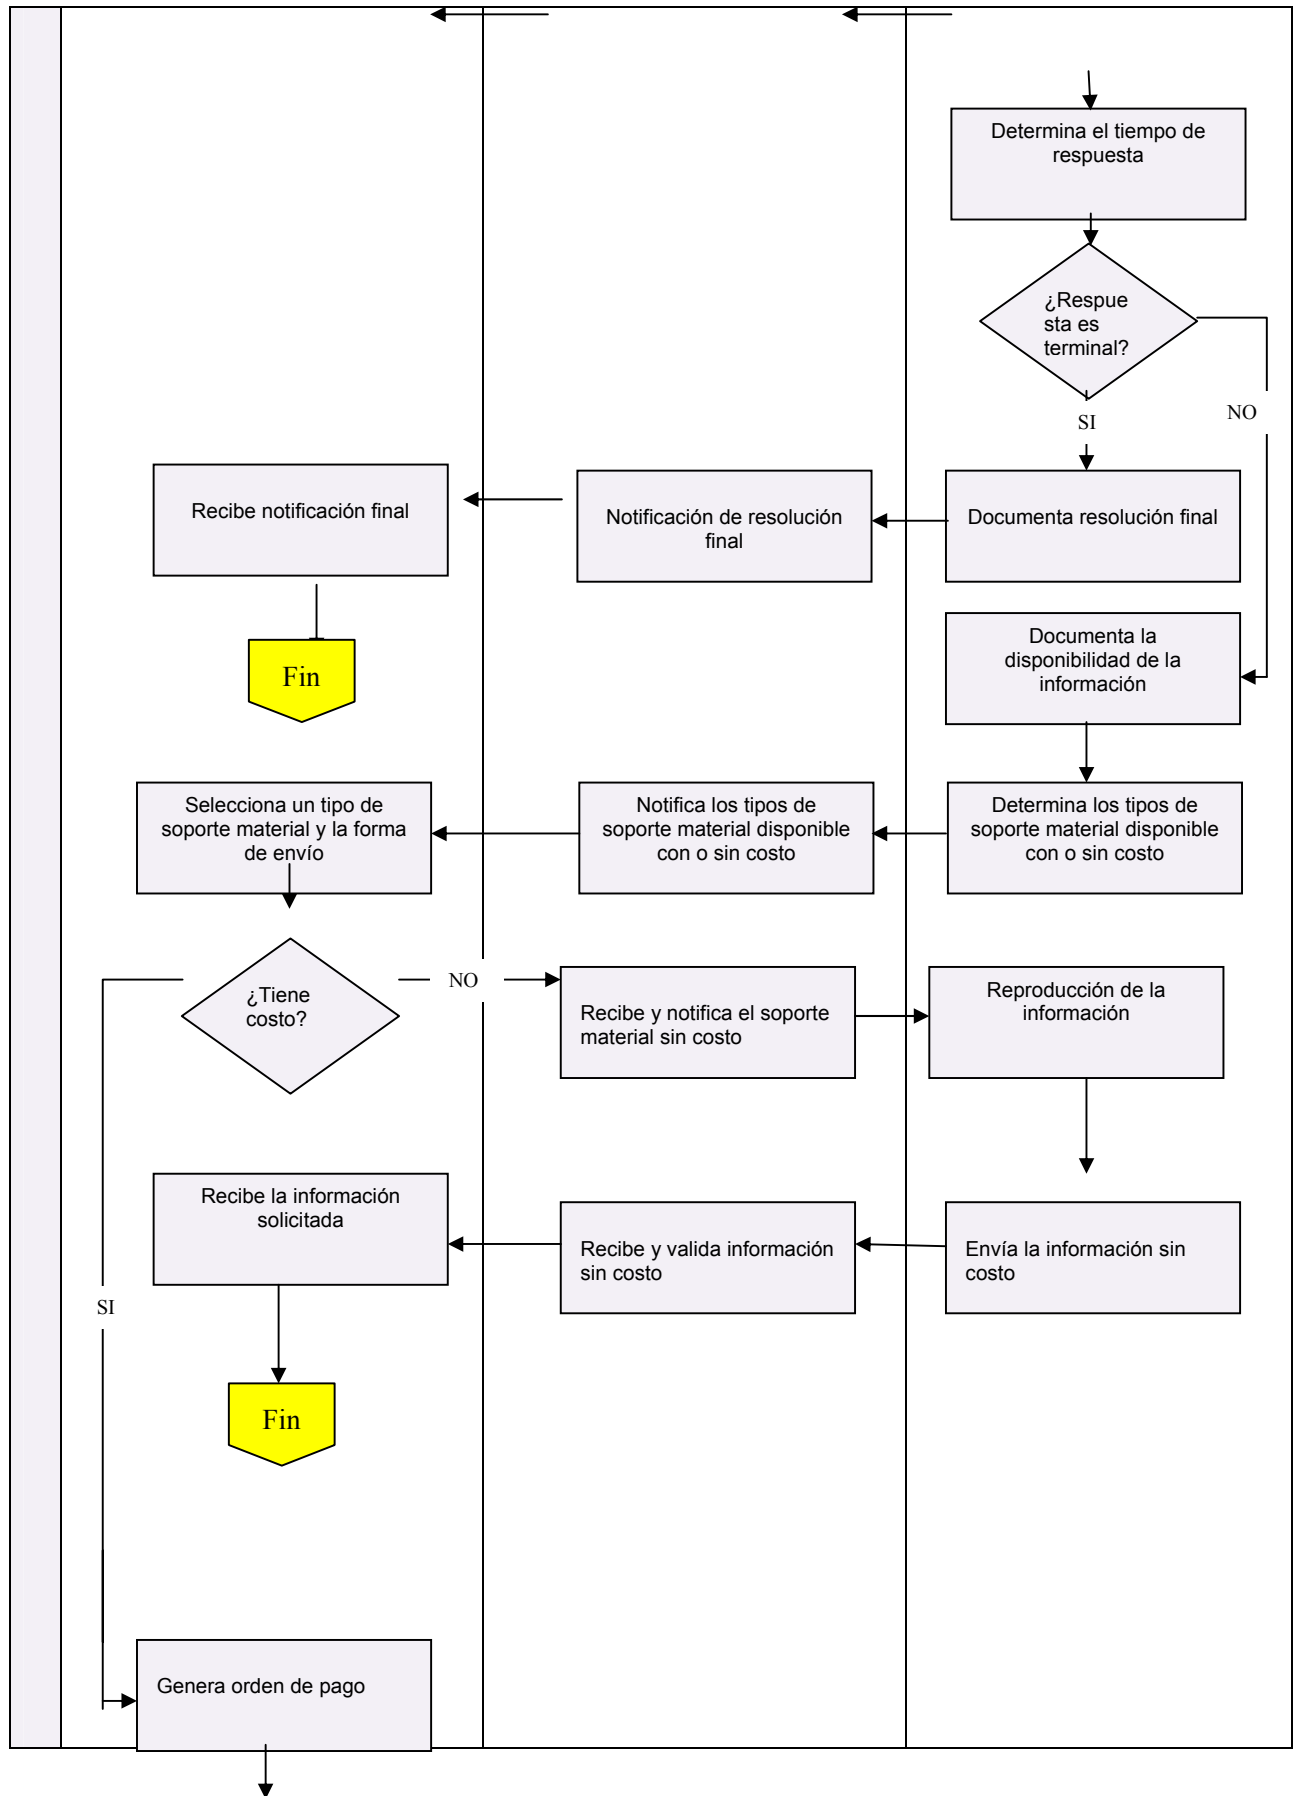 Determina el tiempo de
respuesta
¿Respue
sta es
terminal?
NO
SI
Recibe notificación final
Notificación de resolución
final
Documenta resolución final
Fin
Documenta la
disponibilidad de la
información
Selecciona un tipo de
soporte material y la forma
de envío
Notifica los tipos de
soporte material disponible
con o sin costo
Determina los tipos de
soporte material disponible
con o sin costo
¿Tiene
costo?
NO
Recibe y notifica el soporte
material sin costo
Reproducción de la
información
Recibe la información
solicitada
Recibe y valida información
sin costo
Envía la información sin
costo
SI
Fin
Genera orden de pago